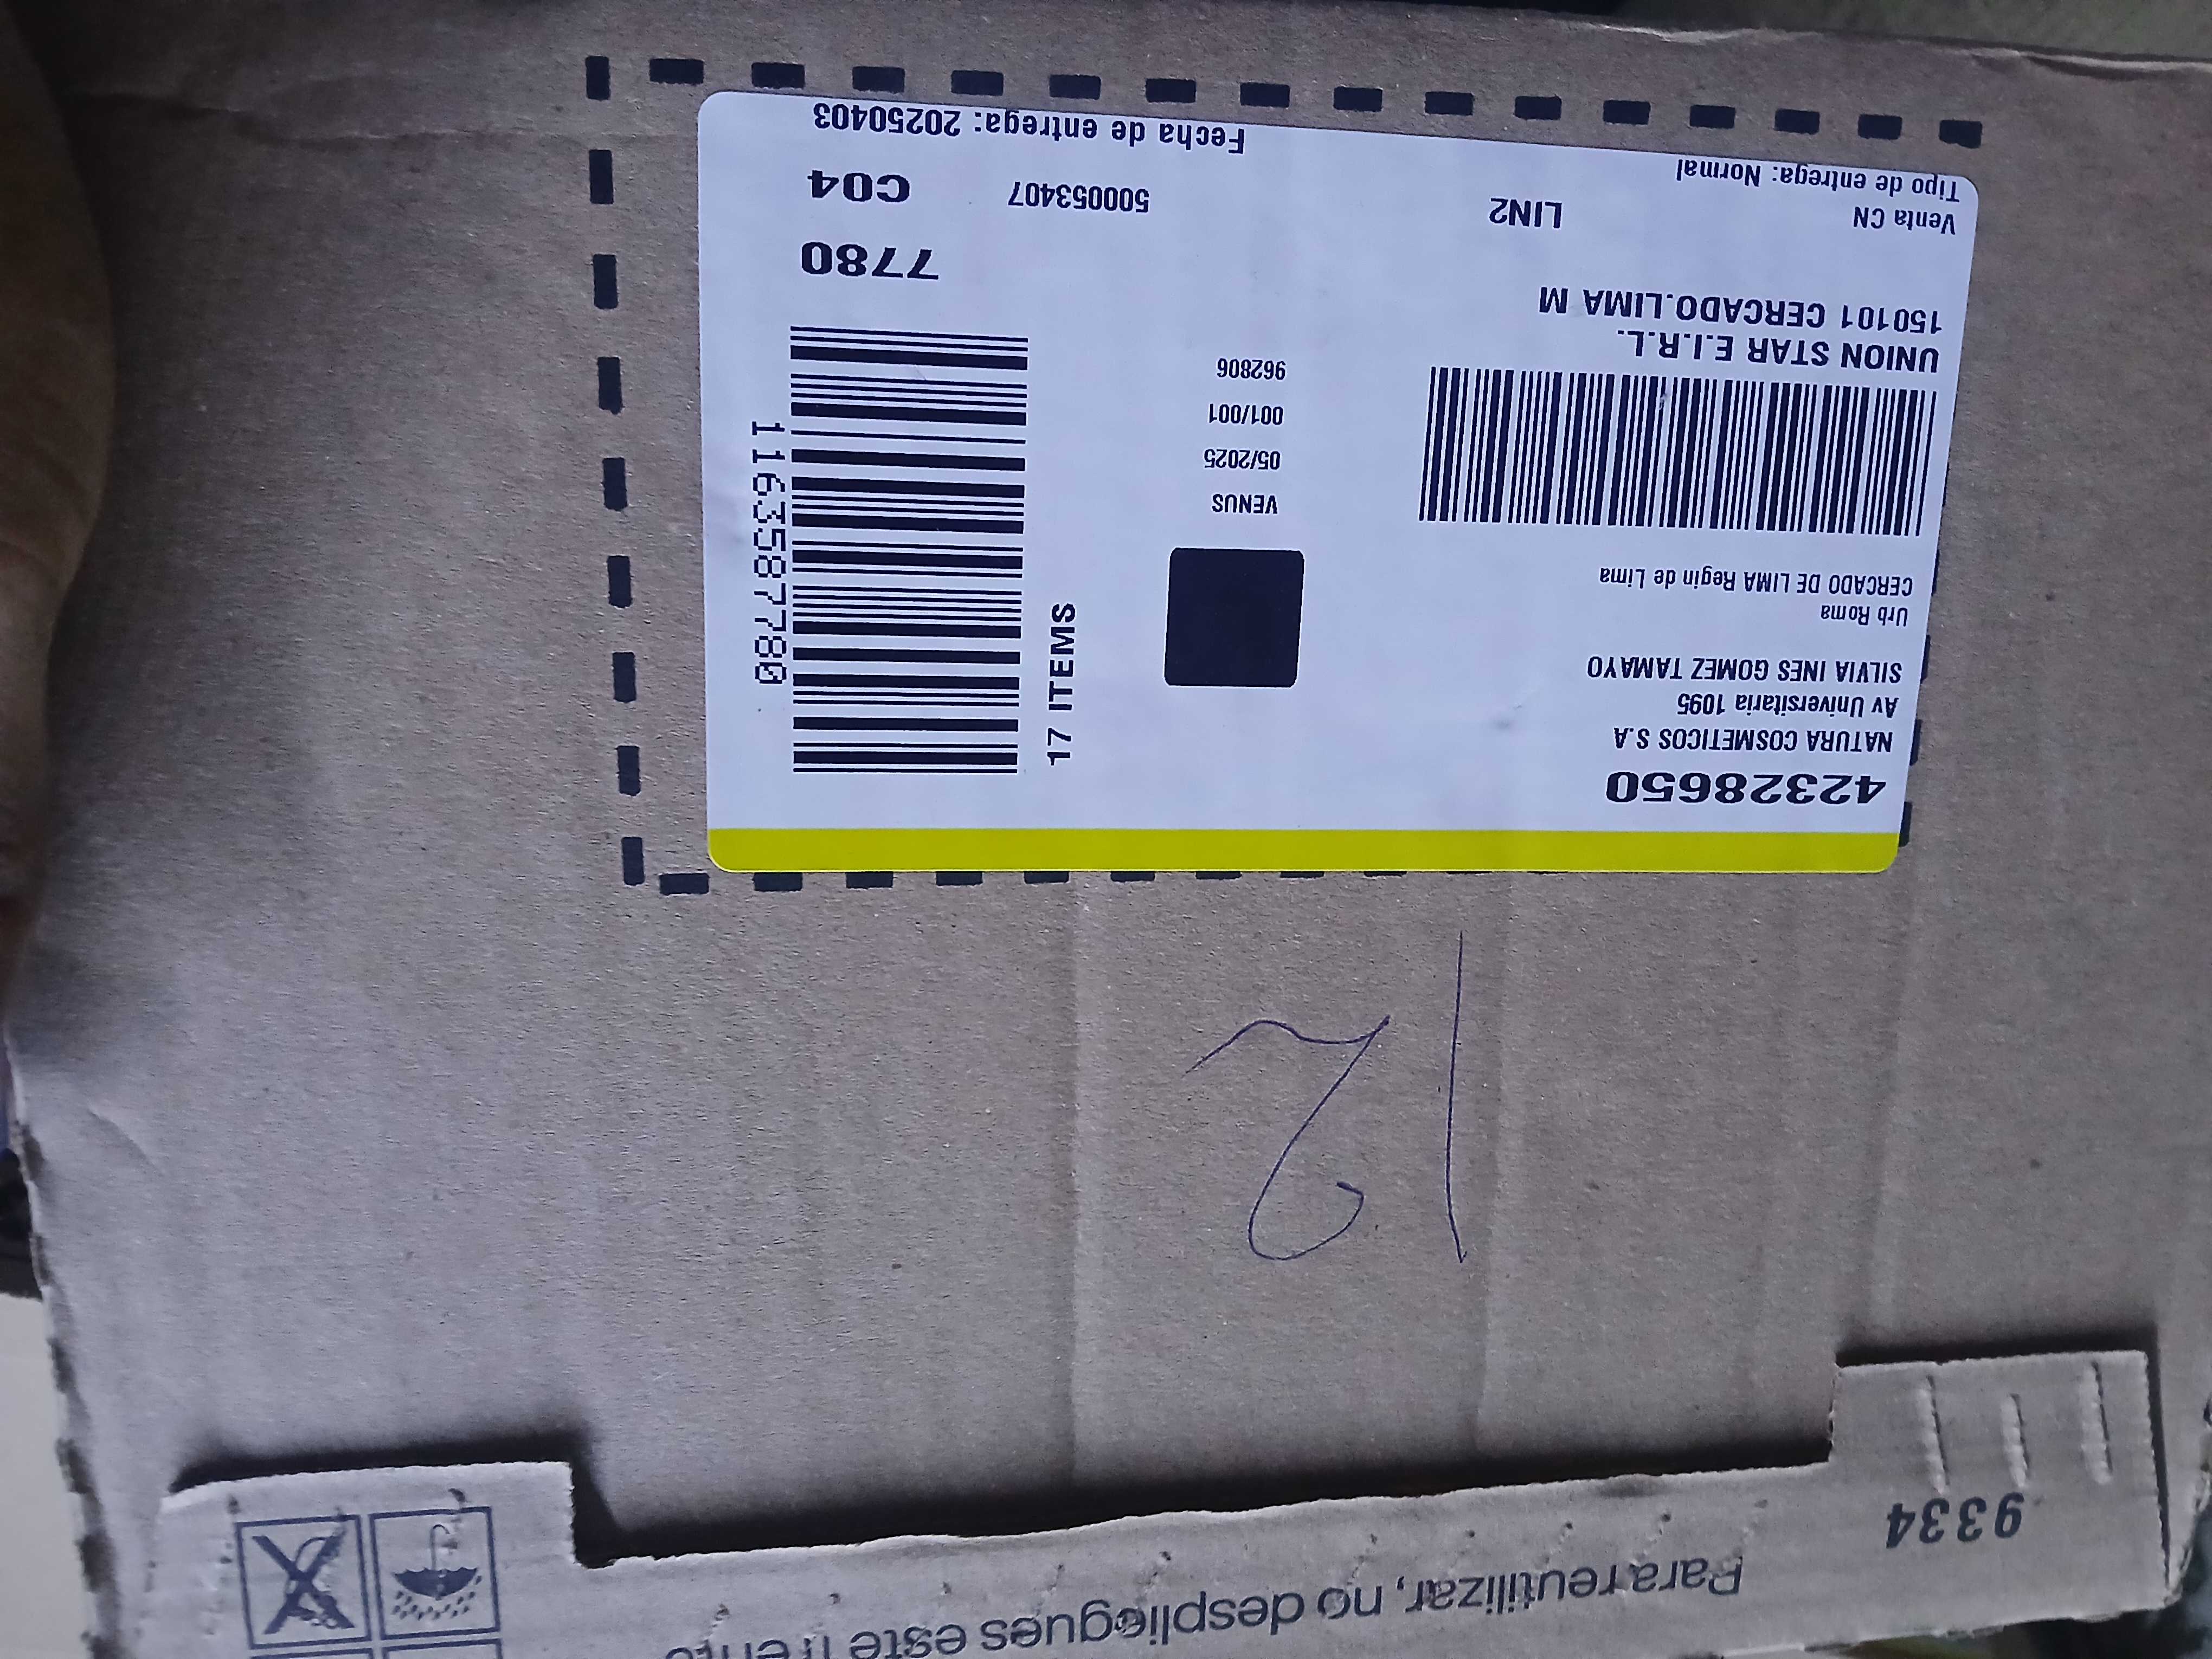 42328650
NATURA COSMETICOS S.A
Av Universitaria 1095
SILVIA INES GOMEZ TAMAYO
Urb Roma
CERCADO DE LIMA Regin de Lima
UNION STAR E.I.R.L.
150101 CERCADO.LIMA M
Venta CN
LIN2
Tipo de entrega: Normal
VENUS
05/2025
001/001
962806
17 ITEMS
1163587780
7780
500053407
C04
Fecha de entrega: 20250403
12
9334
Para reutilizar, no despliegues este frente